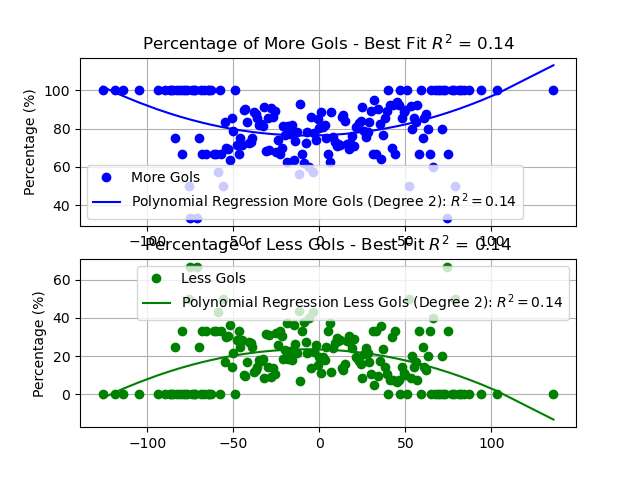 Percentage of More Gols - Best Fit R² = 0.14
Percentage (%)
100
80
60
40
More Gols
Polynomial Regression More Gols (Degree 2): R² = 0.14
−100
−50
0
50
100
Percentage of Less Gols - Best Fit R² = 0.14
Percentage (%)
60
40
20
0
Less Gols
Polynomial Regression Less Gols (Degree 2): R² = 0.14
−100
−50
0
50
100